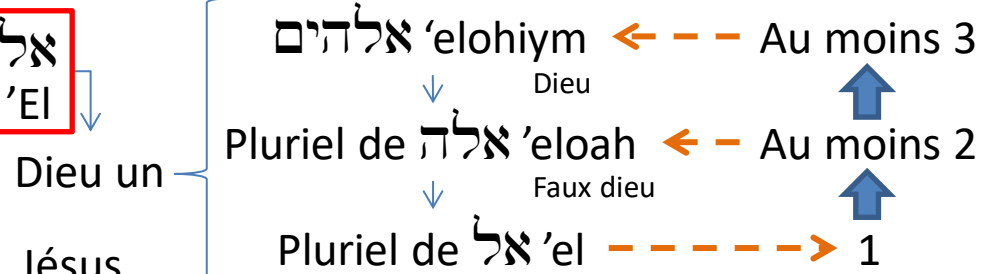 אל
’El
Dieu un
Jésus
אלהים ‘elohiym
Au moins 3
Dieu
Pluriel de אלה ’eloah
Au moins 2
Faux dieu
Pluriel de אל ’el
1